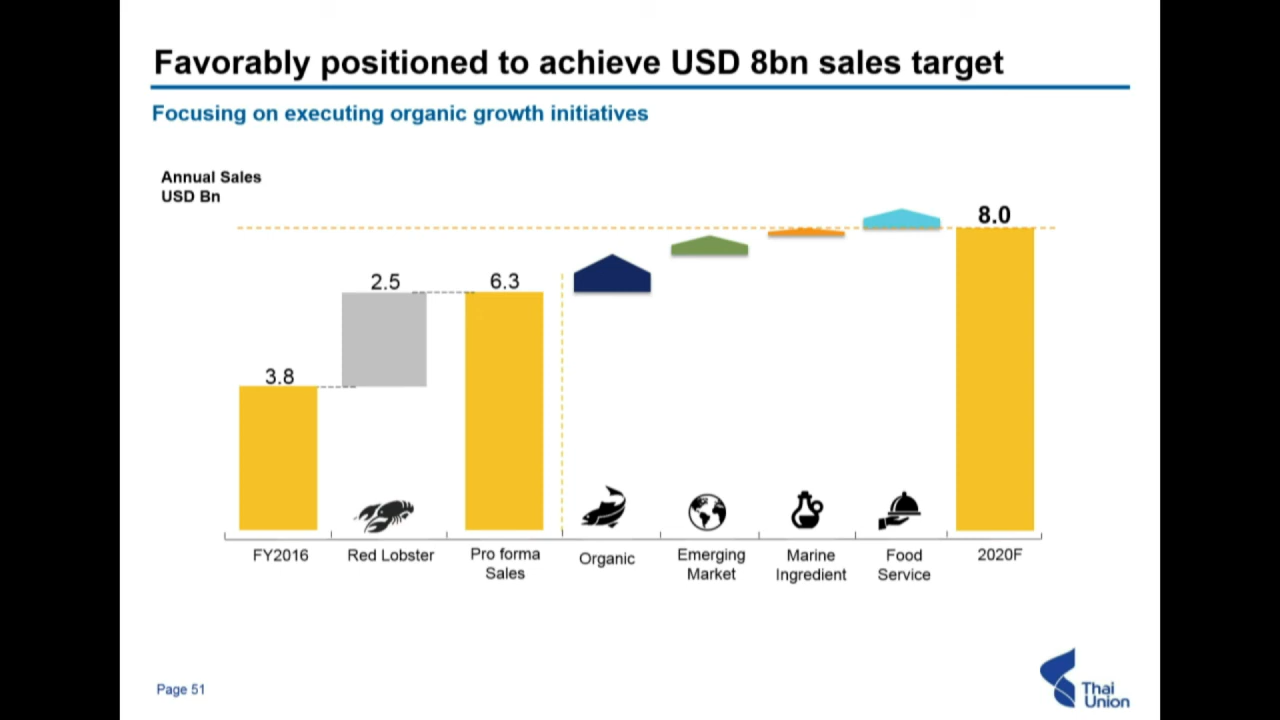 Favorably positioned to achieve USD 8bn sales target
Focusing on executing organic growth initiatives
Annual Sales
USD Bn
8.0
2.5
6.3
3.8
FY2016
Red Lobster
Pro forma
Sales
Organic
Emerging
Market
Marine
Ingredient
Food
Service
2020F
Page 51
Thai
Union